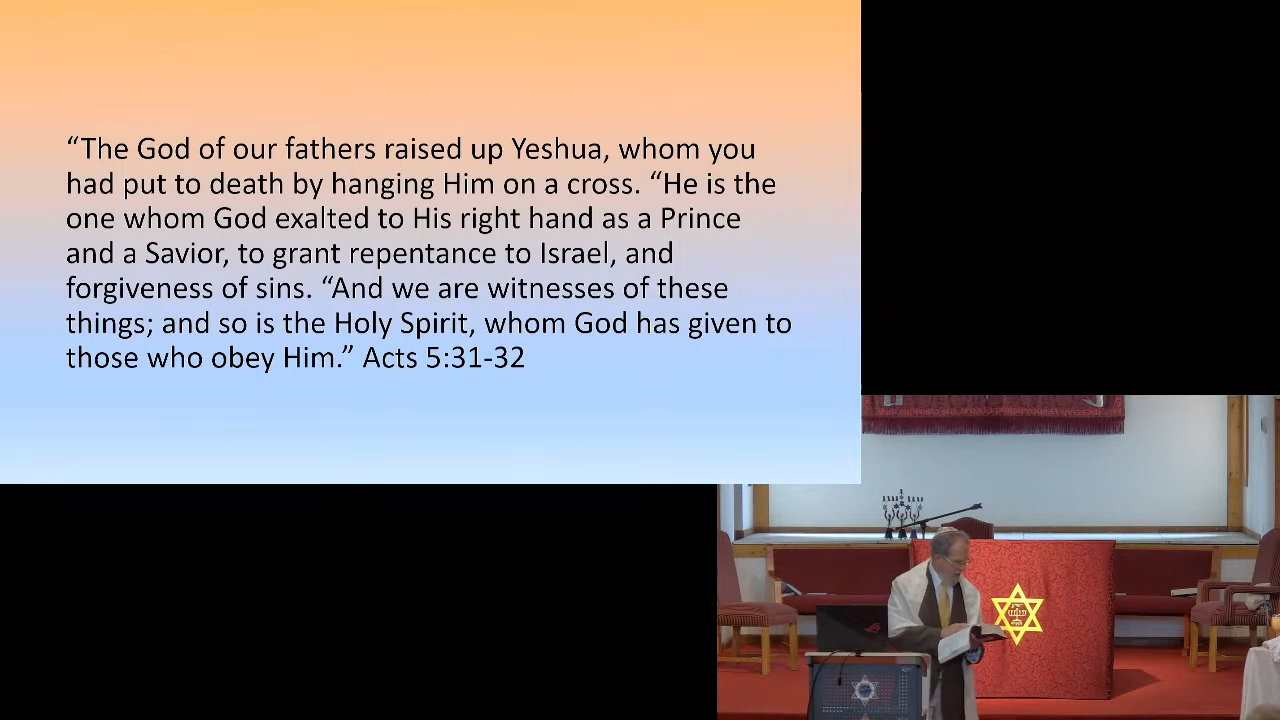 “The God of our fathers raised up Yeshua, whom you
had put to death by hanging Him on a cross. “He is the
one whom God exalted to His right hand as a Prince
and a Savior, to grant repentance to Israel, and
forgiveness of sins. “And we are witnesses of these
things; and so is the Holy Spirit, whom God has given to
those who obey Him.” Acts 5:31-32